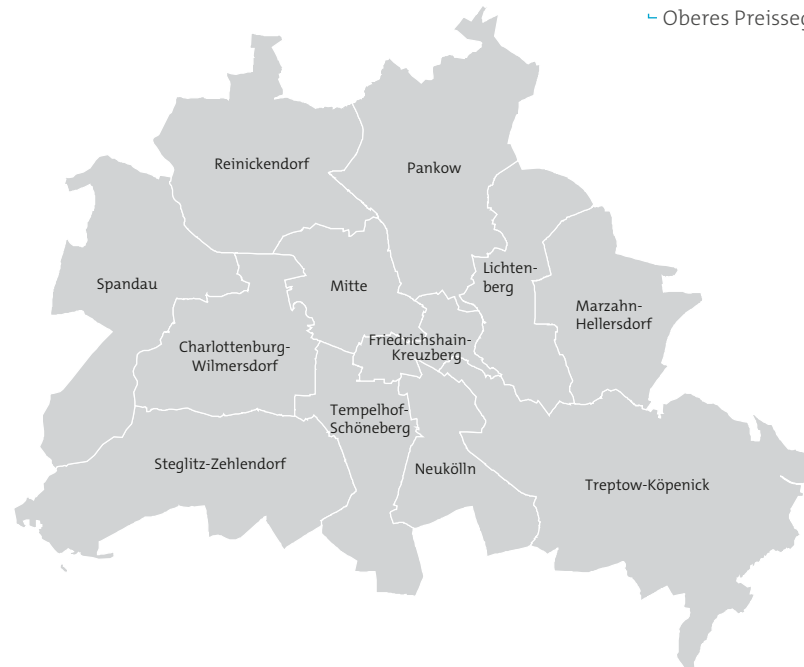 Oberes Preisseg
Reinickendorf
Pankow
Spandau
Mitte
Lichten-
berg
Marzahn-
Hellersdorf
Charlottenburg-
Wilmersdorf
Friedrichshain-
Kreuzberg
Tempelhof-
Schöneberg
Steglitz-Zehlendorf
Neukölln
Treptow-Köpenick